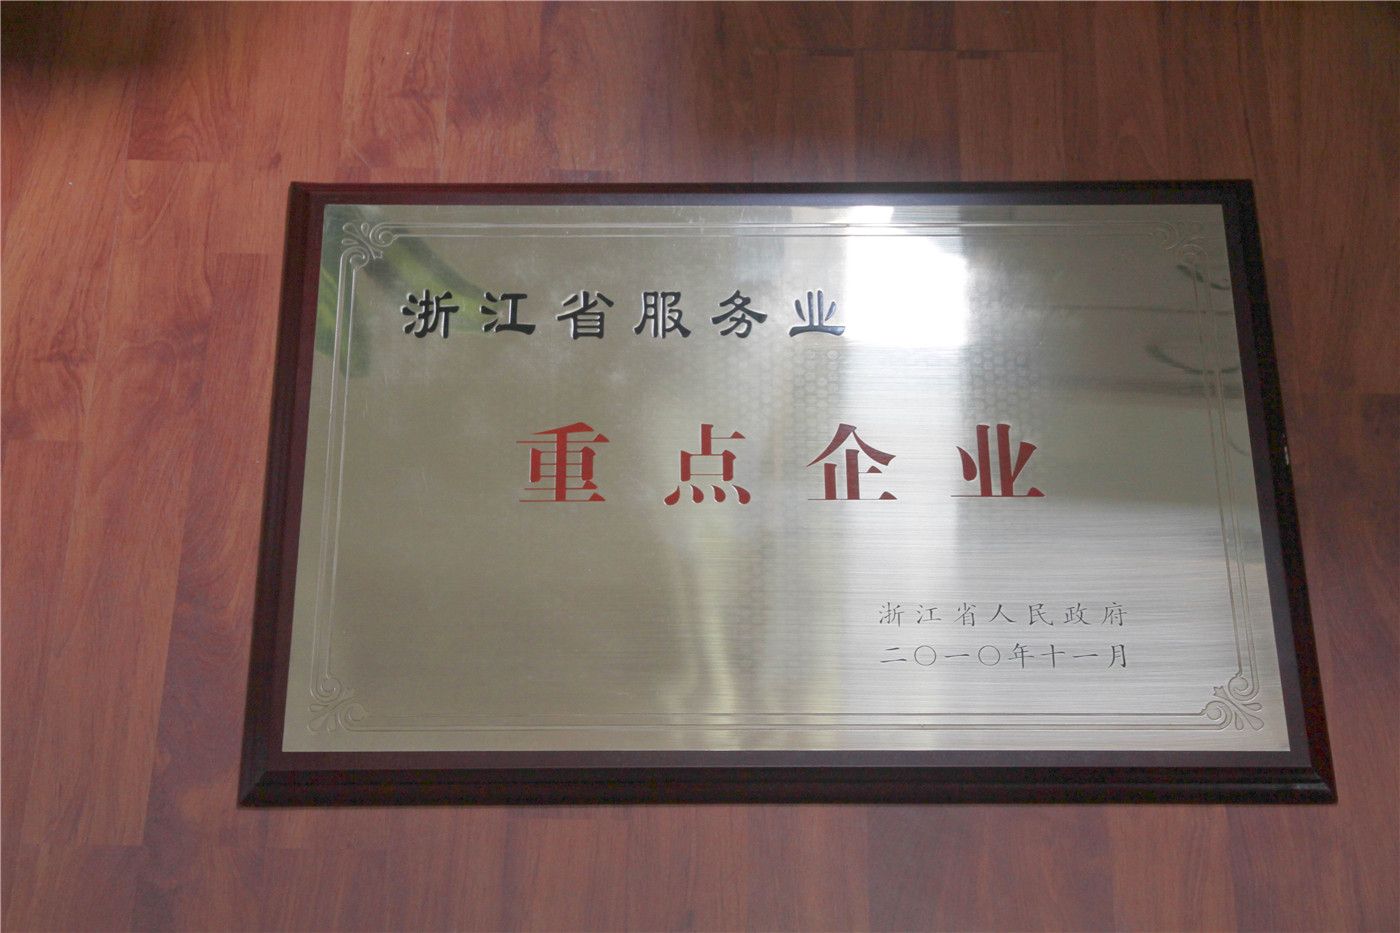 浙江省服务业
重点企业
浙江省人民政府
二〇一〇年十一月